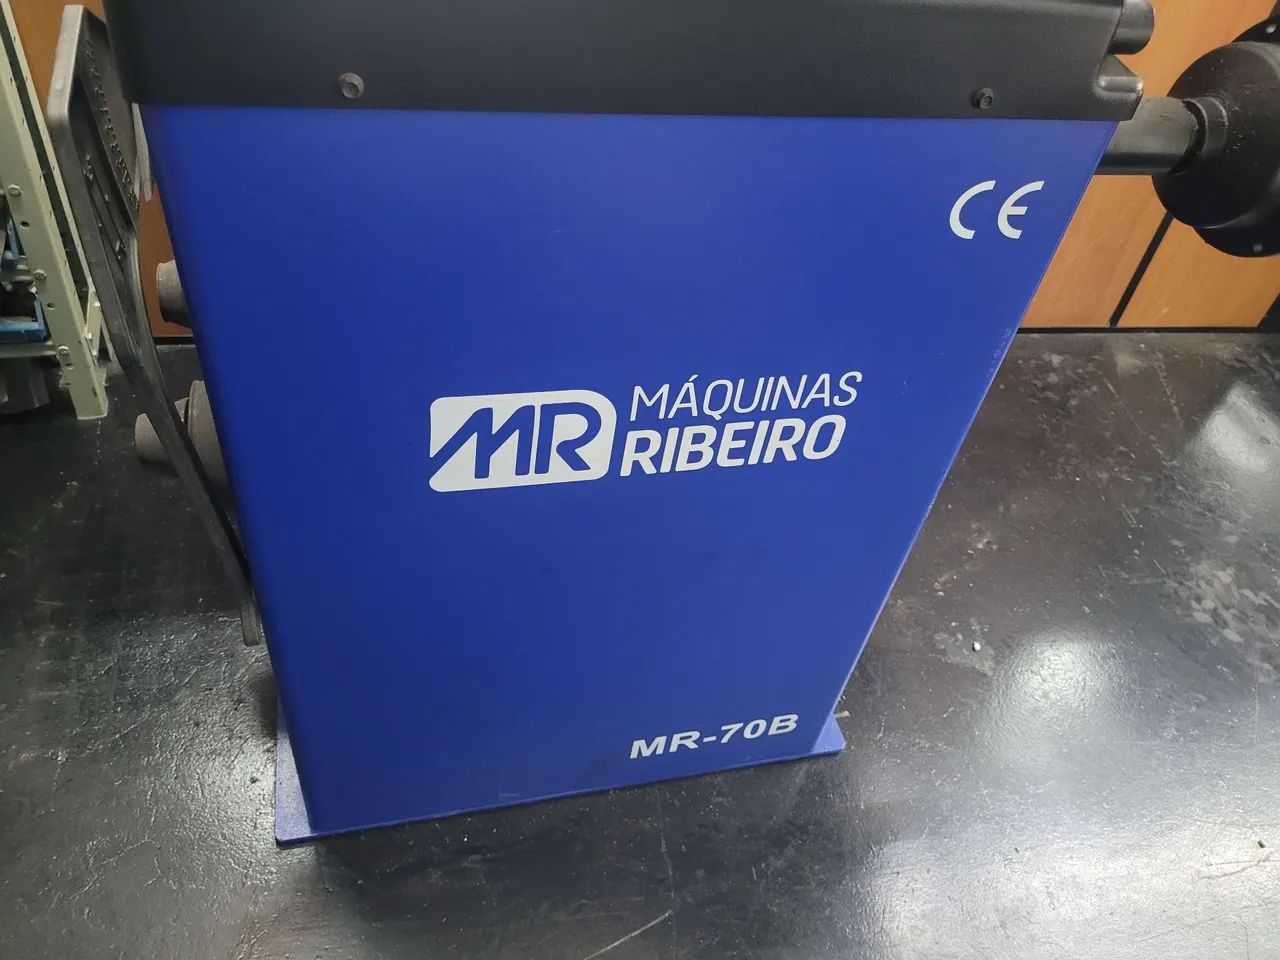 CE
MR MÁQUINAS
RIBEIRO
MR-70B